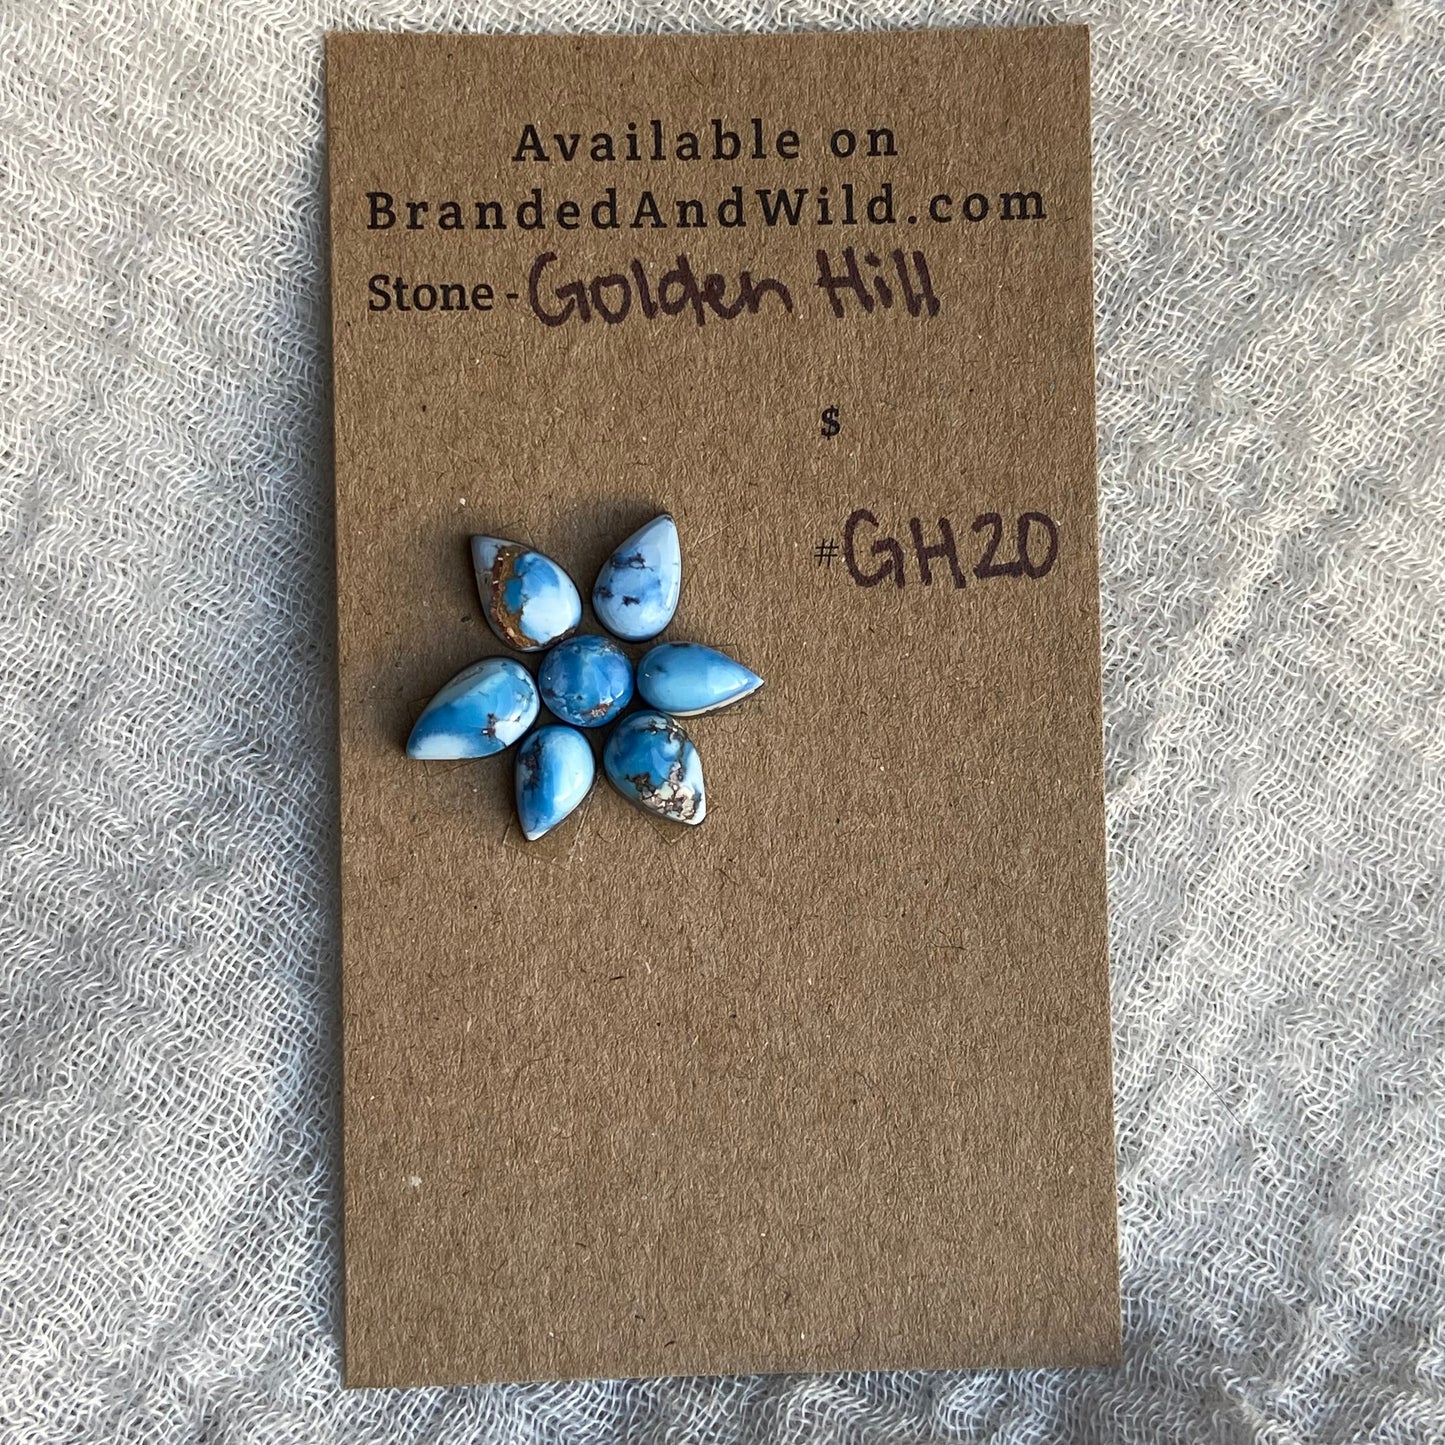 Available on
BrandedAndWild.com
Stone - Golden Hill
$
#GH20